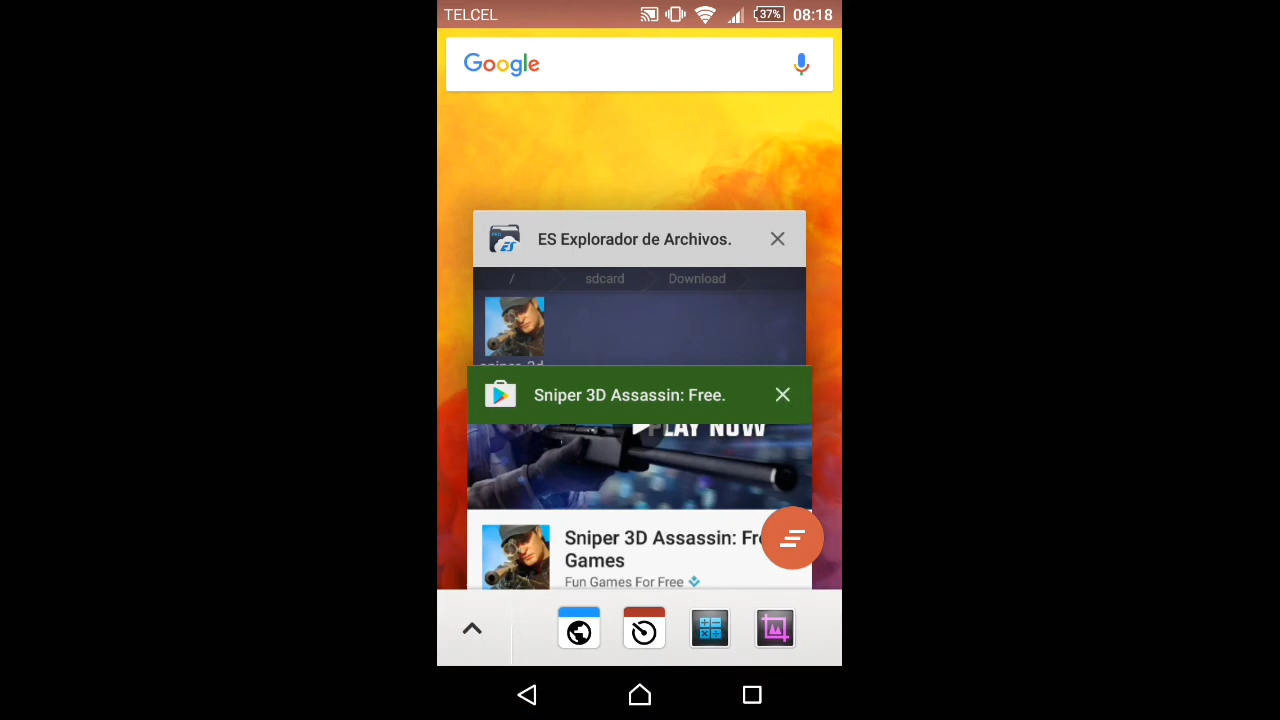 TELCEL 37% 08:18
Google
ES Explorador de Archivos.
/ sdcard Download
Sniper 3D Assassin: Free.
PLAY NOW
Sniper 3D Assassin:
Games
Fun Games For Free